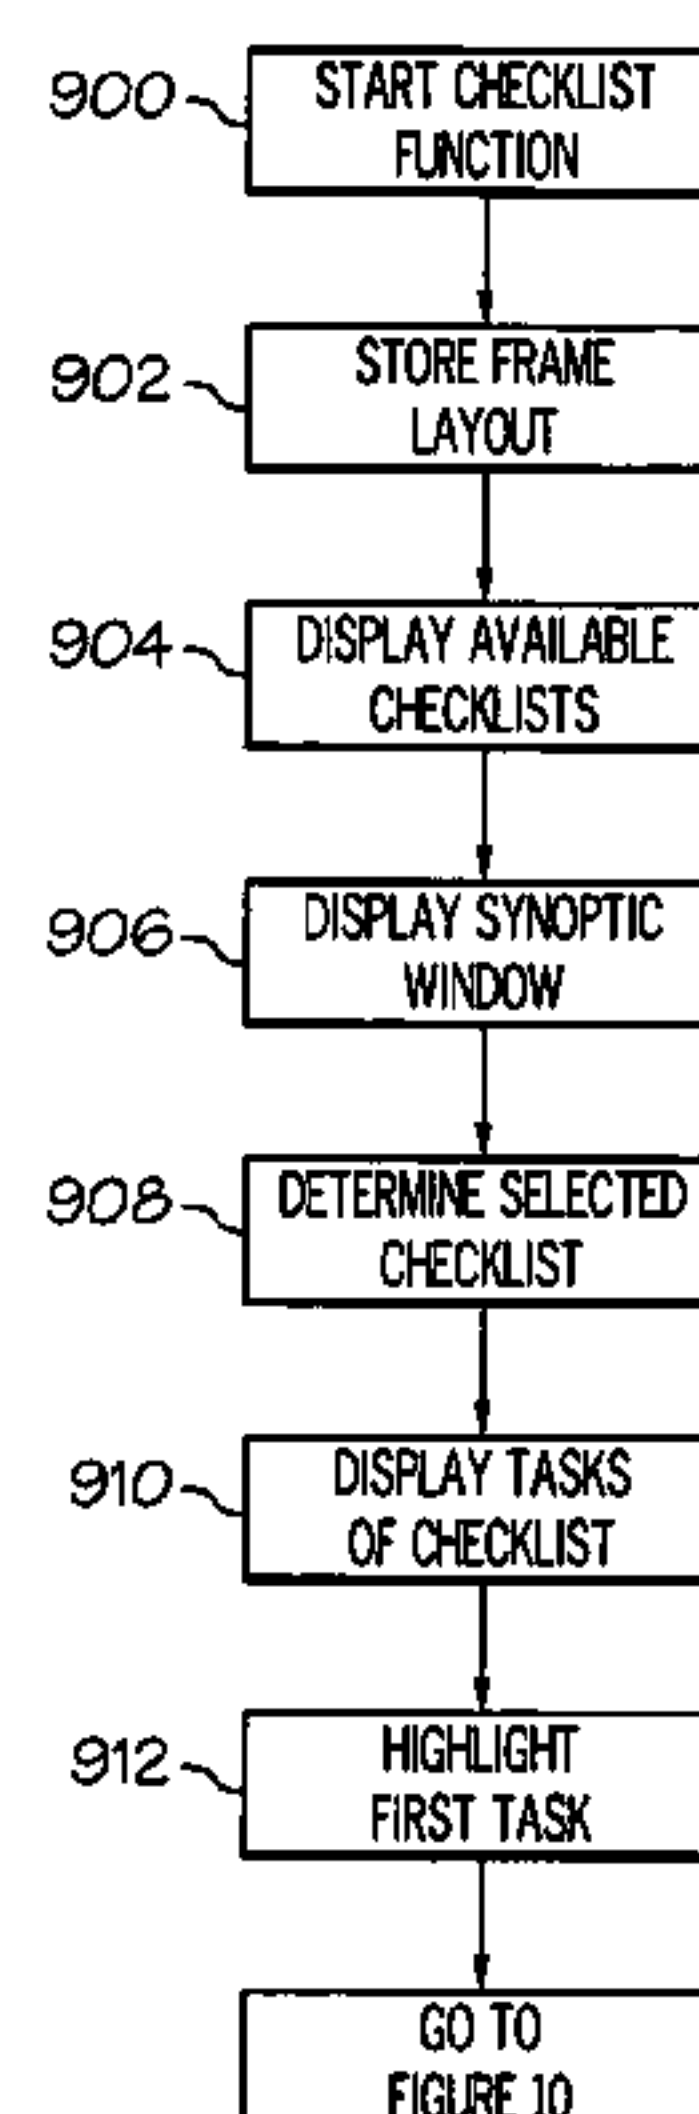 900
START CHECKLIST
FUNCTION
902
STORE FRAME
LAYOUT
904
DISPLAY AVAILABLE
CHECKLISTS
906
DISPLAY SYNOPTIC
WINDOW
908
DETERMINE SELECTED
CHECKLIST
910
DISPLAY TASKS
OF CHECKLIST
912
HIGHLIGHT
FIRST TASK
GO TO
FIGURE 10